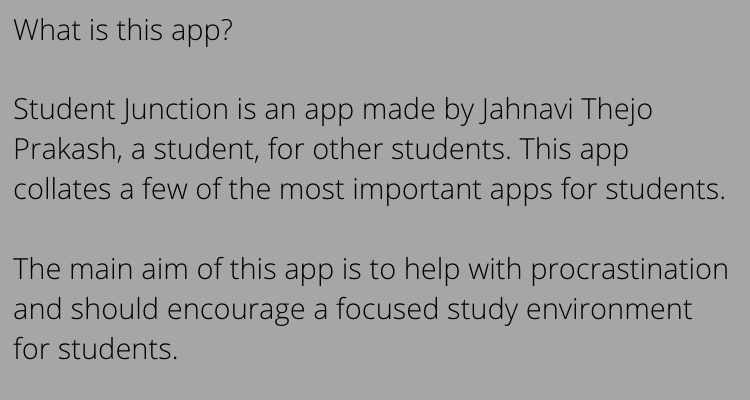 What is this app?
Student Junction is an app made by Jahnavi Thejo
Prakash, a student, for other students. This app
collates a few of the most important apps for students.
The main aim of this app is to help with procrastination
and should encourage a focused study environment
for students.